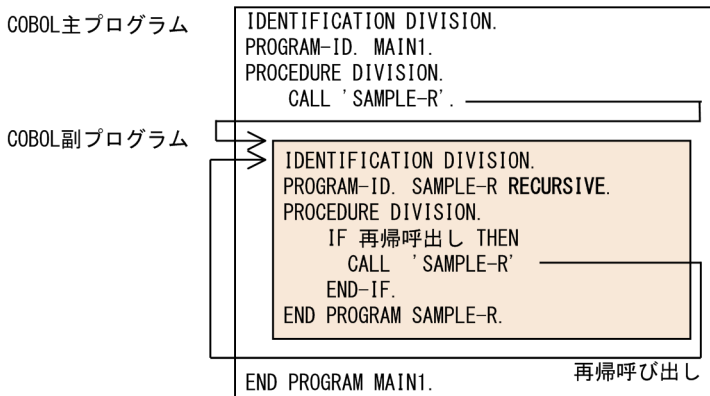 COBOL主プログラム
IDENTIFICATION DIVISION.
PROGRAM-ID. MAIN1.
PROCEDURE DIVISION.
CALL 'SAMPLE-R'.
COBOL副プログラム
IDENTIFICATION DIVISION.
PROGRAM-ID. SAMPLE-R RECURSIVE.
PROCEDURE DIVISION.
IF 再帰呼出し THEN
CALL 'SAMPLE-R'
END-IF.
END PROGRAM SAMPLE-R.
再帰呼び出し
END PROGRAM MAIN1.